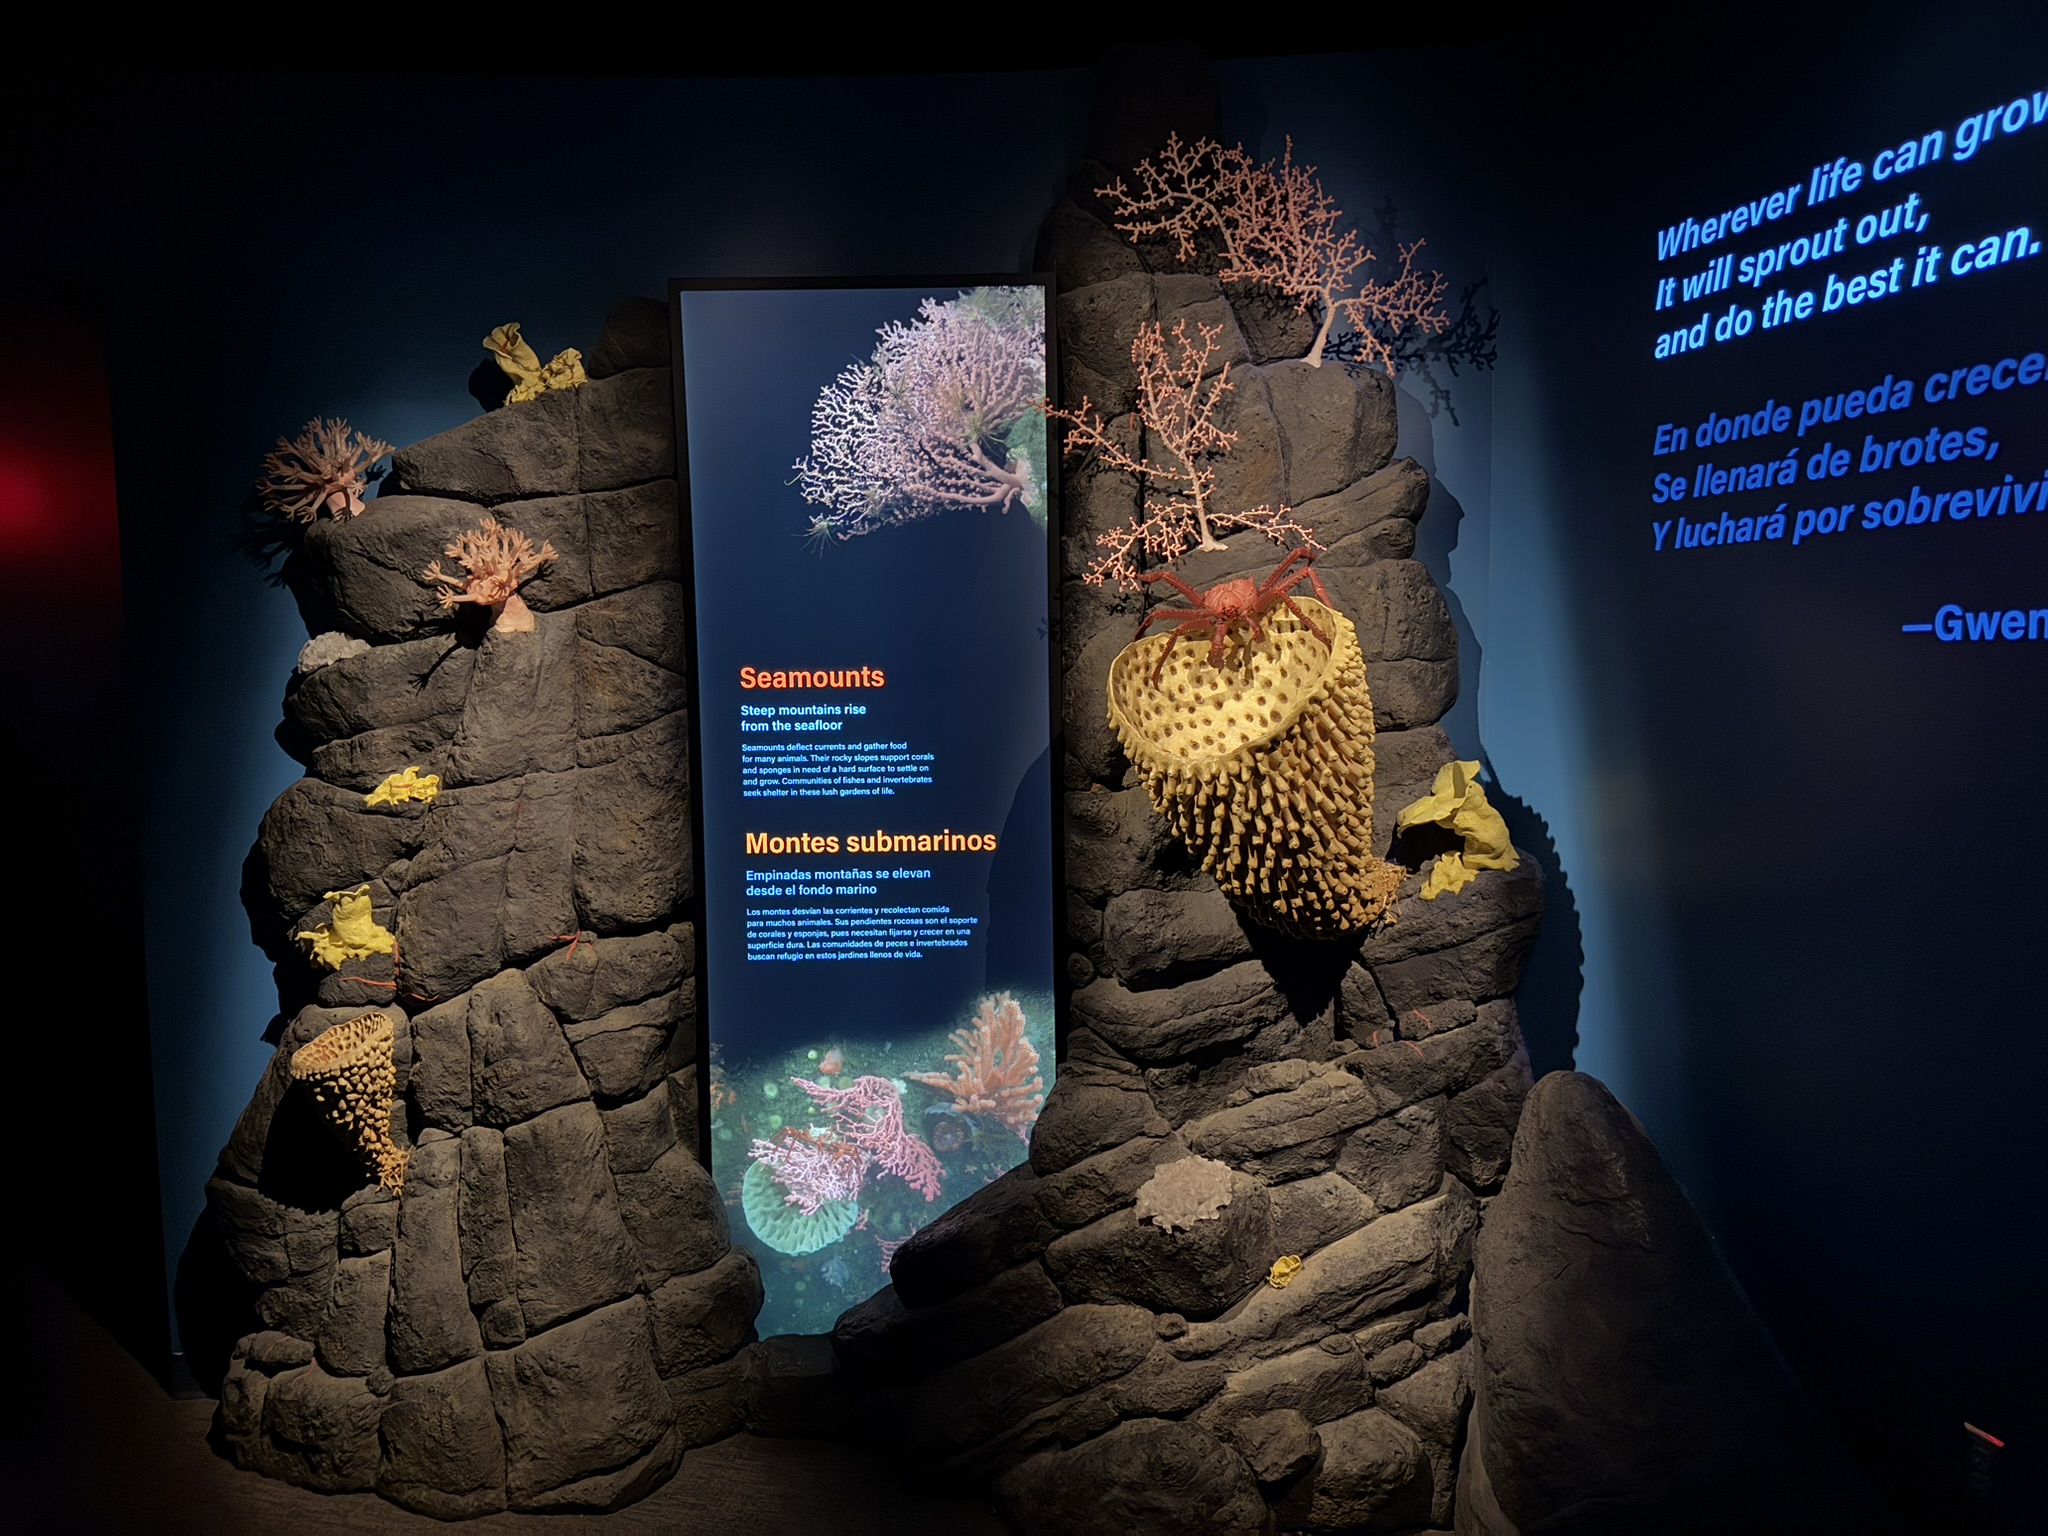 Seamounts
Steep mountains rise
from the seafloor
Seamounts deflect currents and gather food
for many animals. Their rocky slopes support corals
and sponges in need of a hard surface to settle on
and grow. Communities of fishes and invertebrates
seek shelter in these lush gardens of life.
Montes submarinos
Empinadas montañas se elevan
desde el fondo marino
Los montes desvían las corrientes y recolectan comida
para muchos animales. Sus pendientes rocosas son el soporte
de corales y esponjas, pues necesitan fijarse y crecer en una
superficie dura. Las comunidades de peces e invertebrados
buscan refugio en estos jardines llenos de vida.
Wherever life can grow
It will sprout out,
and do the best it can.
En donde pueda crecer
Se llenará de brotes,
Y luchará por sobrevivi
—Gwen